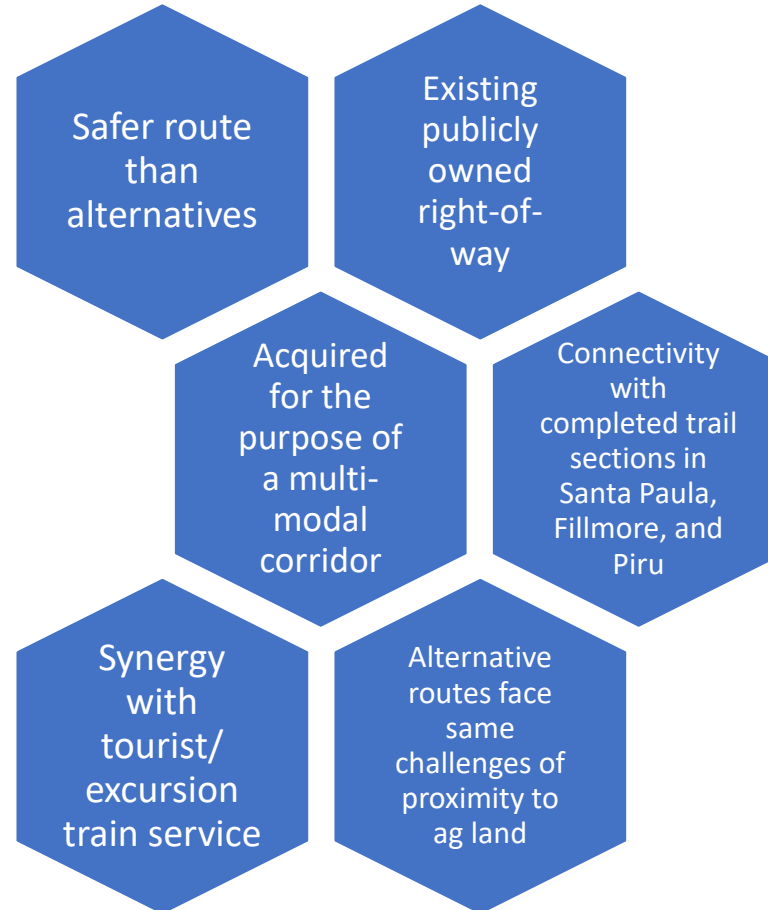 Safer route
than
alternatives
Existing
publicly
owned
right-of-
way
Acquired
for the
purpose of
a multi-
modal
corridor
Connectivity
with
completed trail
sections in
Santa Paula,
Fillmore, and
Piru
Synergy
with
tourist/
excursion
train service
Alternative
routes face
same
challenges of
proximity to
ag land